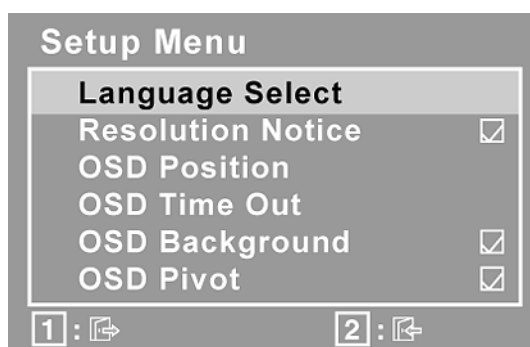 Setup Menu
Language Select
Resolution Notice
OSD Position
OSD Time Out
OSD Background
OSD Pivot
1 : 2 :